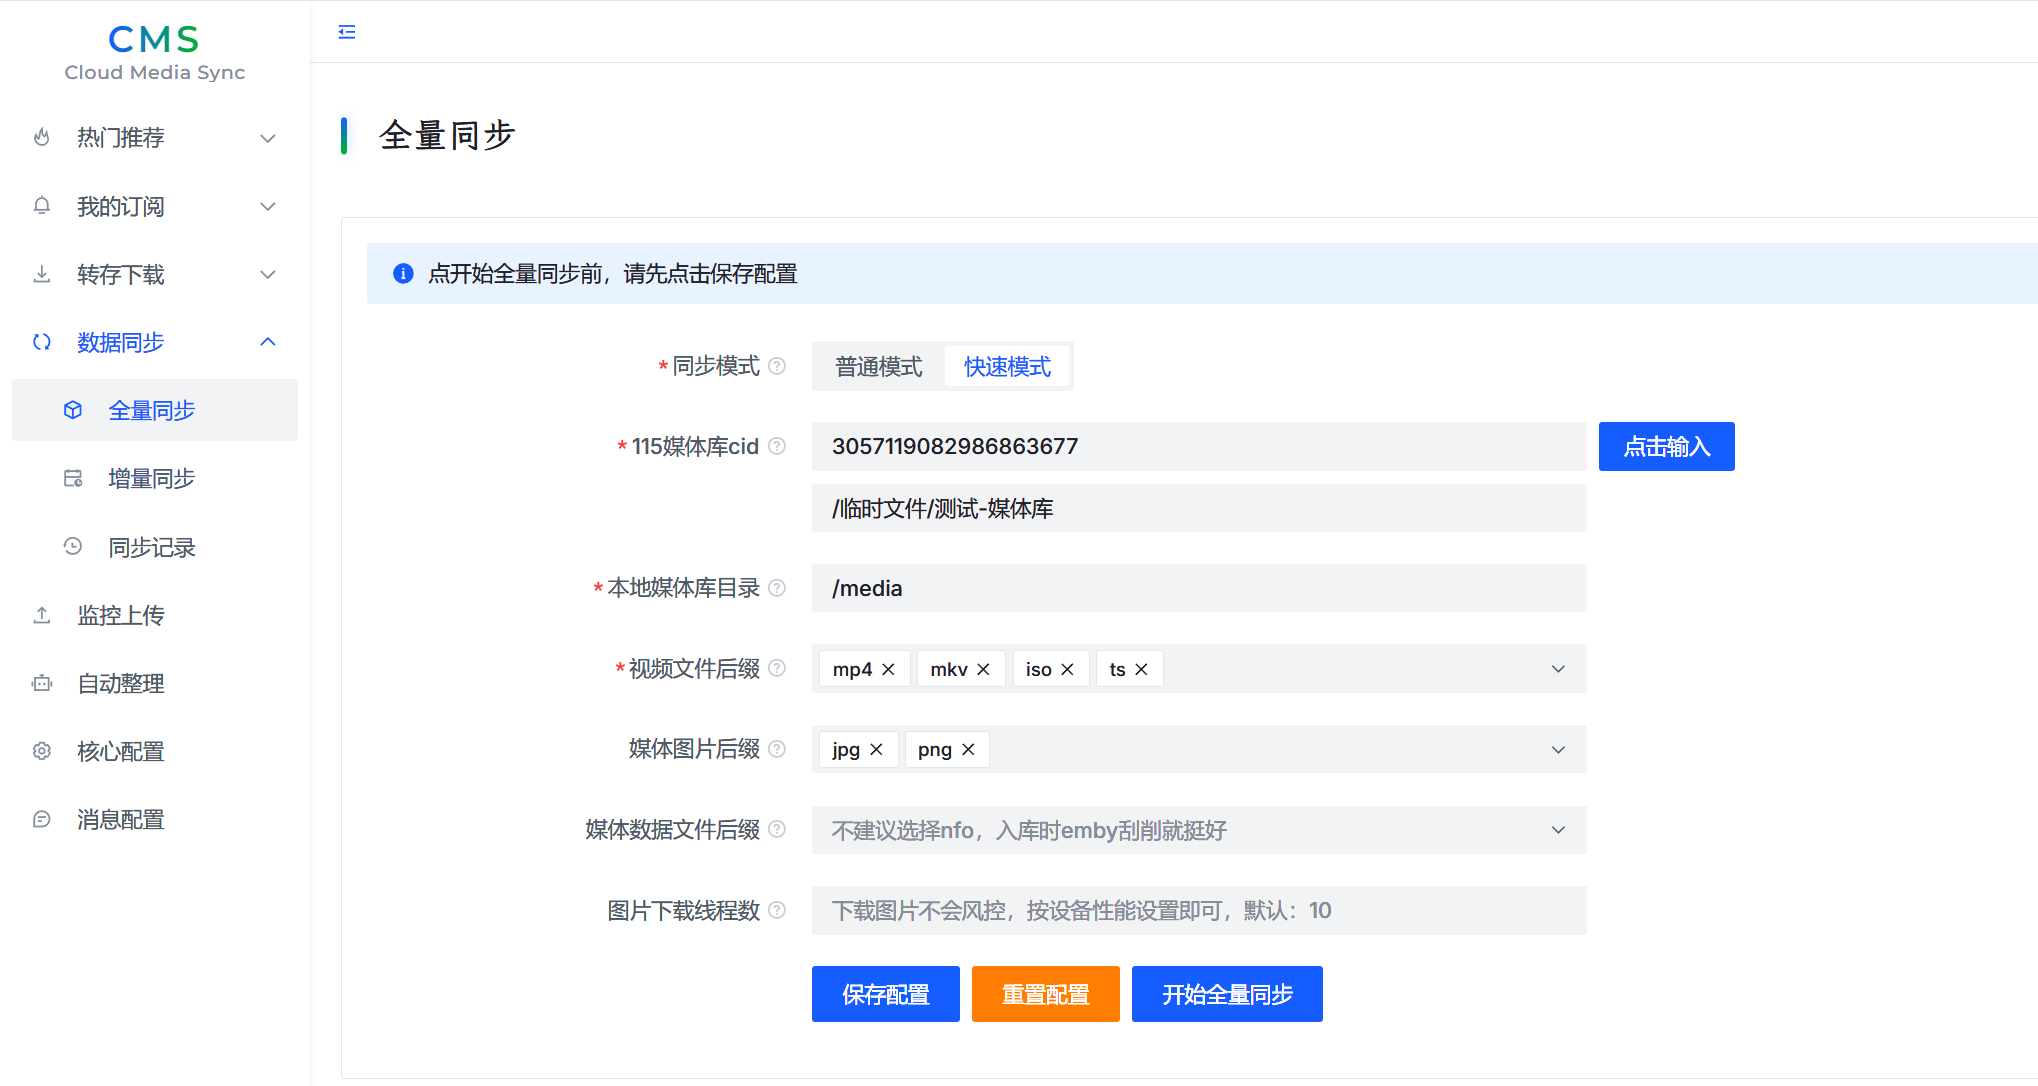 CMS
Cloud Media Sync
热门推荐
我的订阅
转存下载
数据同步
全量同步
增量同步
同步记录
监控上传
自动整理
核心配置
消息配置
全量同步
点开始全量同步前，请先点击保存配置
*同步模式 普通模式 快速模式
*115媒体库cid 3057119082986863677 点击输入
/临时文件/测试-媒体库
*本地媒体库目录 /media
*视频文件后缀 mp4 mkv iso ts
媒体图片后缀 jpg png
媒体数据文件后缀 不建议选择nfo，入库时emby刮削就挺好
图片下载线程数 下载图片不会风控，按设备性能设置即可，默认：10
保存配置 重置配置 开始全量同步